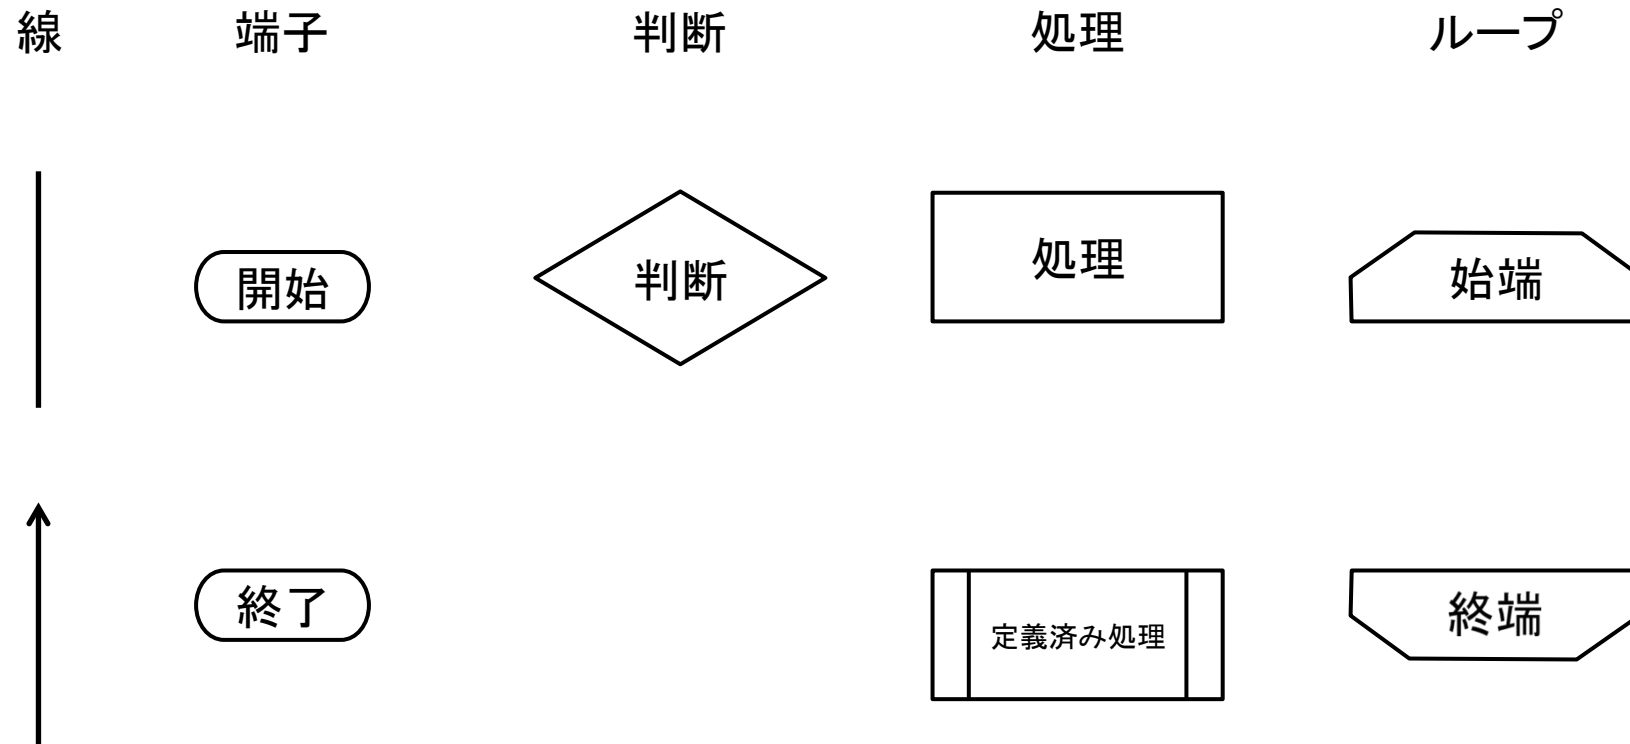 線 端子 判断 処理 ループ
開始 判断 処理 始端
終了 定義済み処理 終端